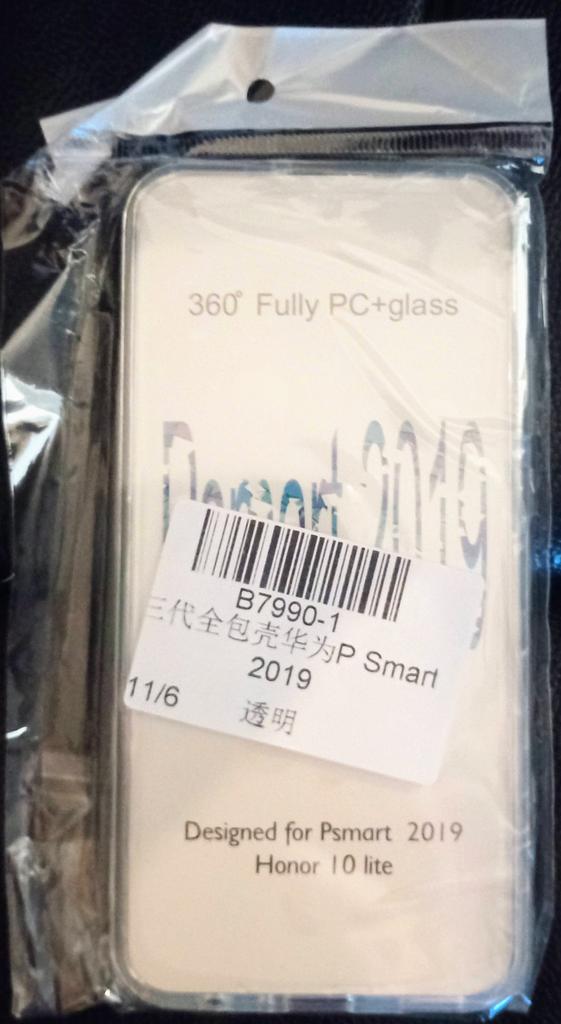 360° Fully PC+glass
Psmart 2019
B7990-1
三代全包壳华为P Smart
2019
11/6 透明
Designed for Psmart 2019
Honor 10 lite